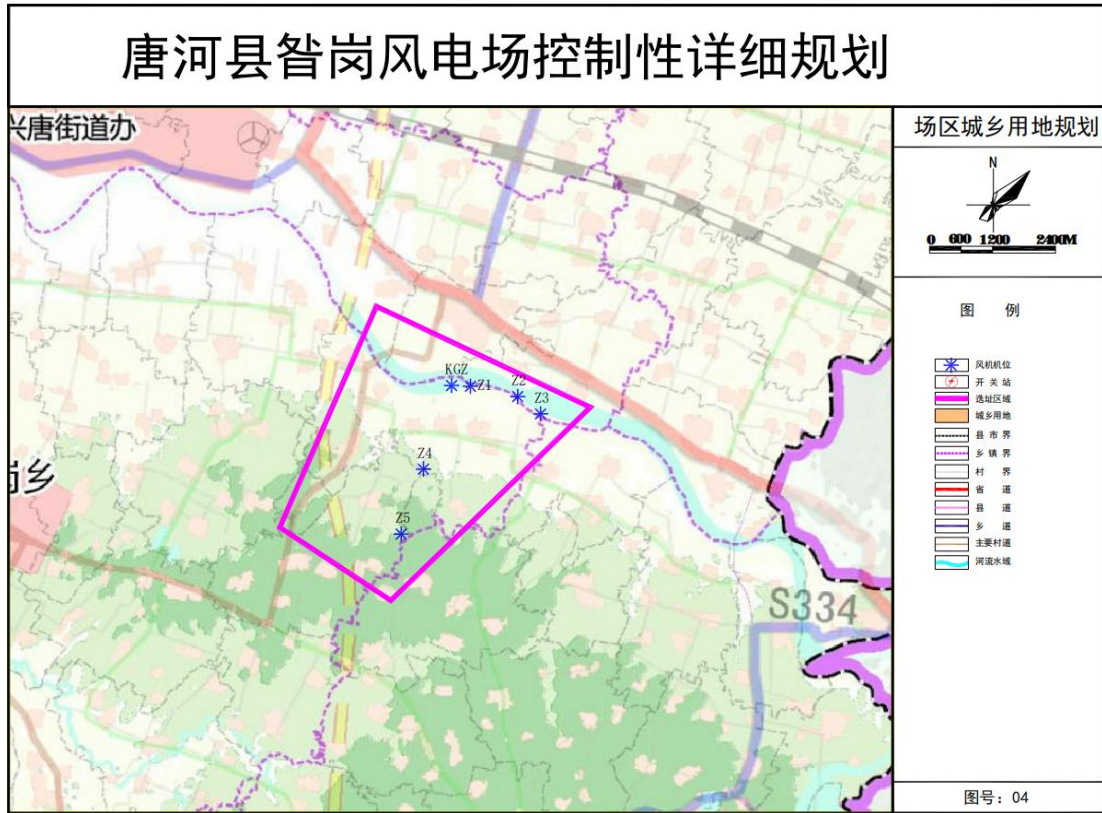 唐河县昝岗风电场控制性详细规划
兴唐街道办
岗乡
KGZ
Z1
Z2
Z3
Z4
Z5
S334
场区城乡用地规划
N
0 600 1200 2400M
图 例
风机机位
开关站
选址区域
城乡用地
县市界
乡镇界
村界
省道
县道
乡道
主要村道
河流水域
图号：04